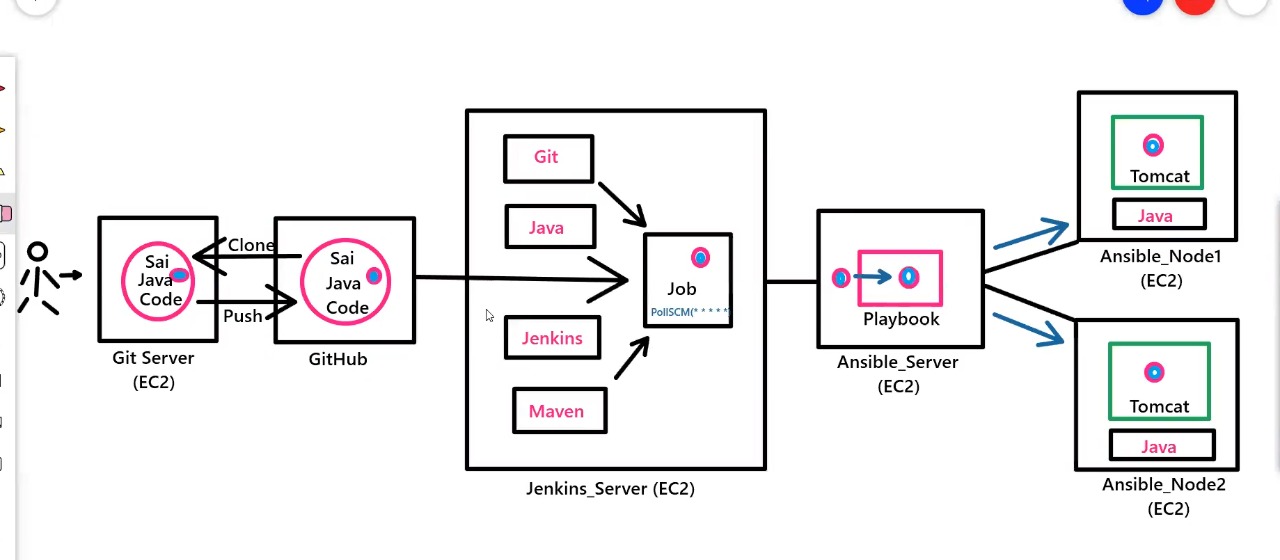 Sai
Java
Code
Git Server
(EC2)
Clone
Push
Sai
Java
Code
GitHub
Git
Java
Jenkins
Maven
Job
PollSCM(* * * * *)
Jenkins_Server (EC2)
Playbook
Ansible_Server
(EC2)
Tomcat
Java
Ansible_Node1
(EC2)
Tomcat
Java
Ansible_Node2
(EC2)